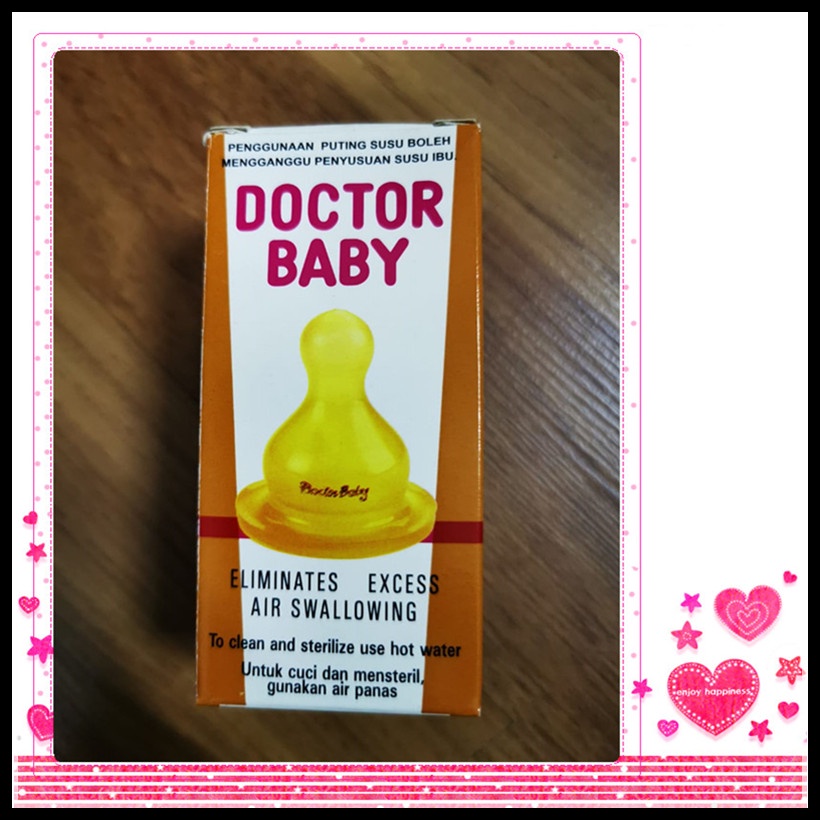 PENGGUNAAN PUTING SUSU BOLEH
MENGGANGGU PENYUSUAN SUSU IBU.
DOCTOR
BABY
Doctor Baby
ELIMINATES EXCESS
AIR SWALLOWING
To clean and sterilize use hot water
Untuk cuci dan mensteril,
gunakan air panas
enjoy happiness